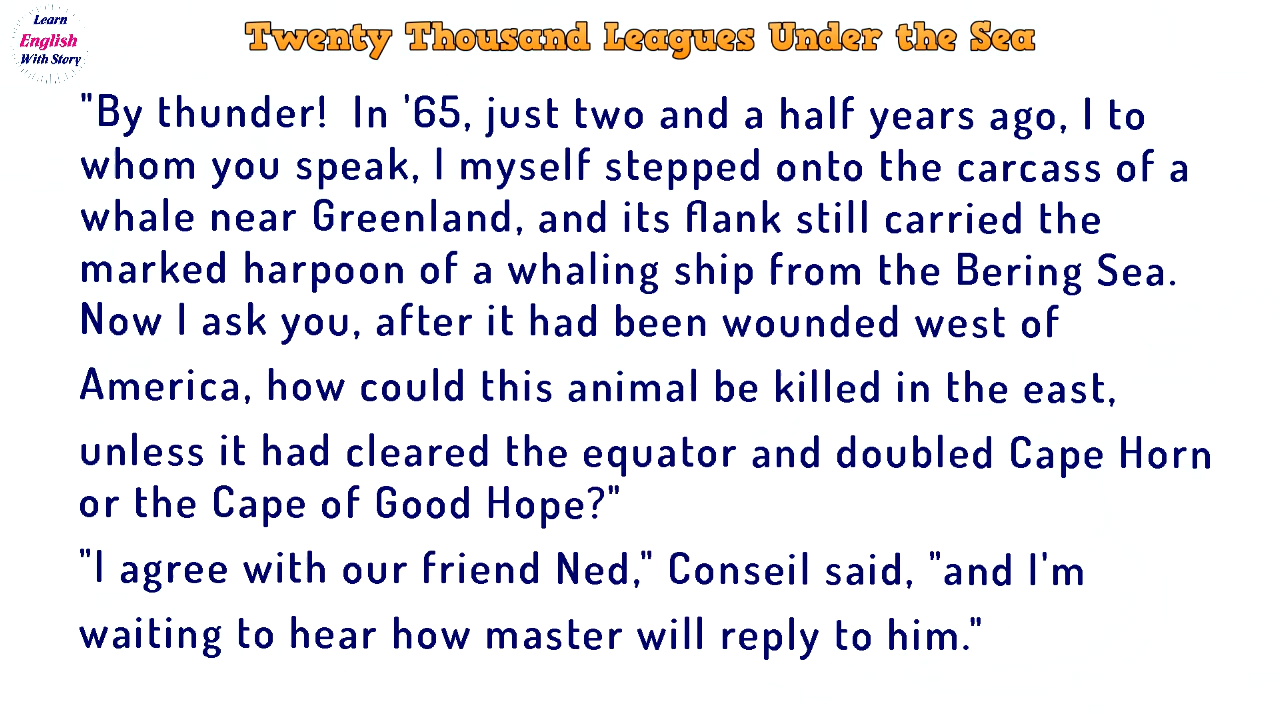 Learn
English
With Story
Twenty Thousand Leagues Under the Sea
"By thunder!  In '65, just two and a half years ago, I to
whom you speak, I myself stepped onto the carcass of a
whale near Greenland, and its flank still carried the
marked harpoon of a whaling ship from the Bering Sea.
Now I ask you, after it had been wounded west of
America, how could this animal be killed in the east,
unless it had cleared the equator and doubled Cape Horn
or the Cape of Good Hope?"
"I agree with our friend Ned," Conseil said, "and I'm
waiting to hear how master will reply to him."